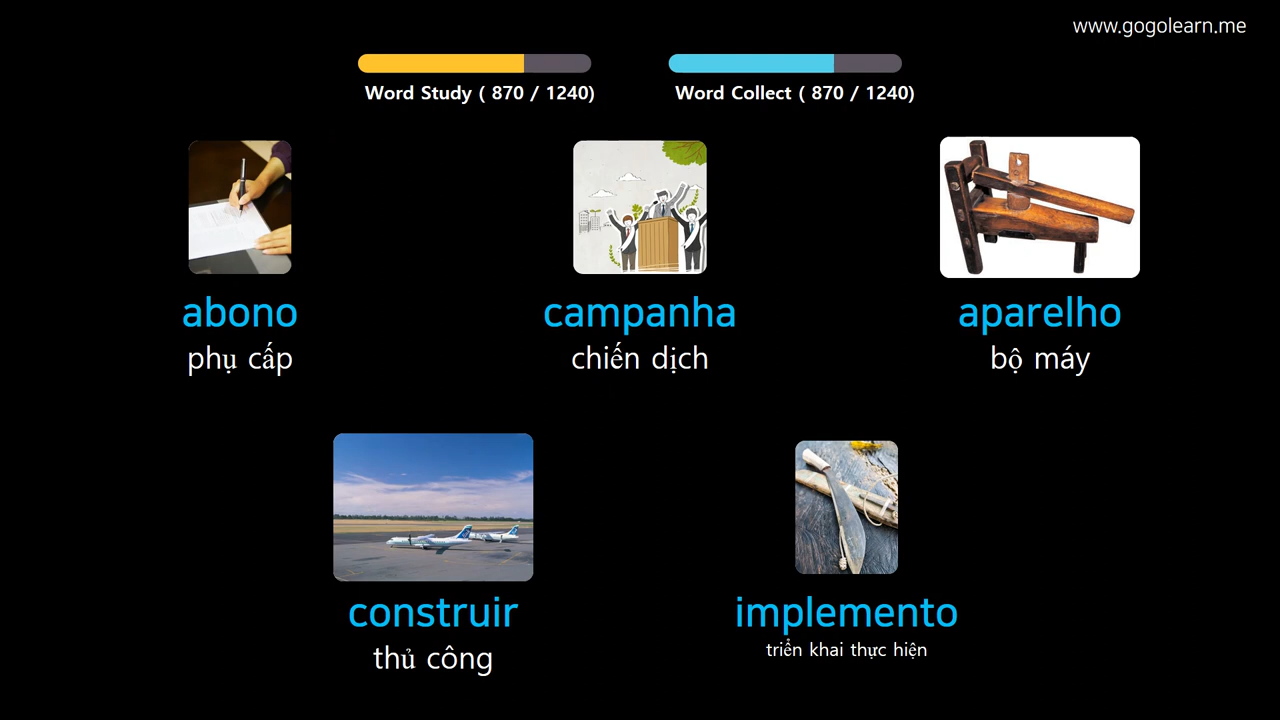 www.gogolearn.me
Word Study ( 870 / 1240)
Word Collect ( 870 / 1240)
abono
phụ cấp
campanha
chiến dịch
aparelho
bộ máy
construir
thủ công
implemento
triển khai thực hiện